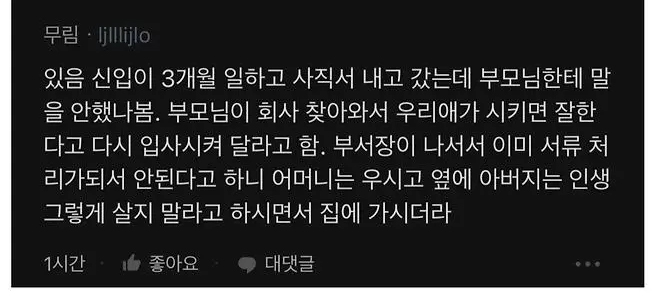 무림 · ljlllijlo
있음 신입이 3개월 일하고 사직서 내고 갔는데 부모님한테 말
을 안했나봄. 부모님이 회사 찾아와서 우리애가 시키면 잘한
다고 다시 입사시켜 달라고 함. 부서장이 나서서 이미 서류 처
리가되서 안된다고 하니 어머니는 우시고 옆에 아버지는 인생
그렇게 살지 말라고 하시면서 집에 가시더라
1시간 · 좋아요 · 대댓글